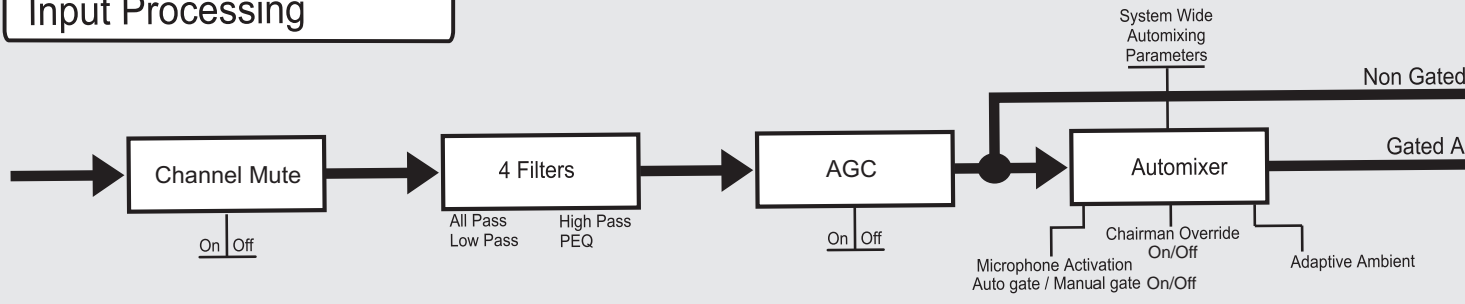 Input Processing
System Wide
Automixing
Parameters
Non Gated
Gated A
Channel Mute
4 Filters
AGC
Automixer
On Off
All Pass High Pass
Low Pass PEQ
On Off
Chairman Override
On/Off
Microphone Activation
Auto gate / Manual gate On/Off
Adaptive Ambient